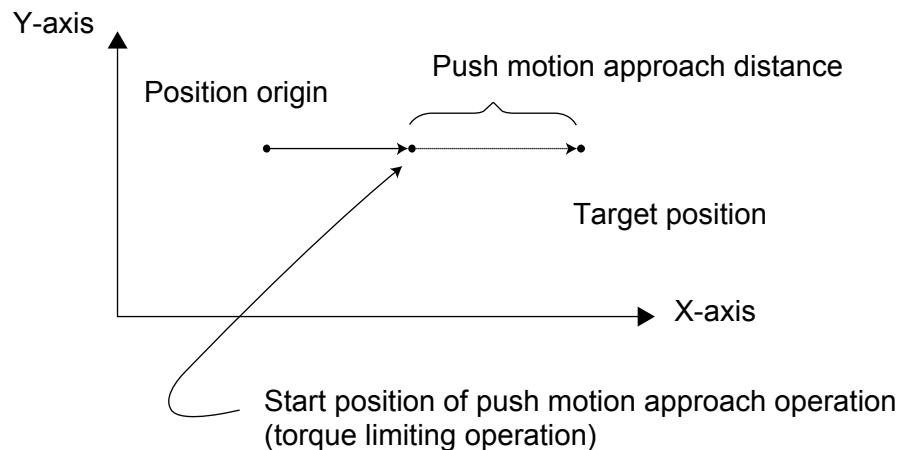 Y-axis
Push motion approach distance
Position origin
Target position
X-axis
Start position of push motion approach operation
(torque limiting operation)